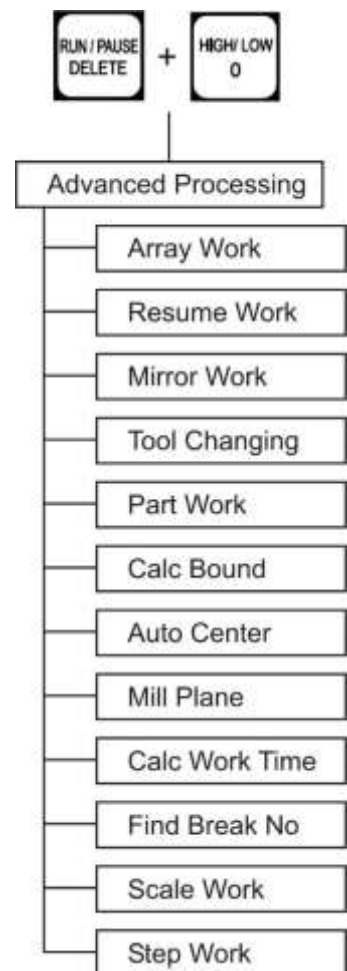 RUN / PAUSE
DELETE
+
HIGH/ LOW
0
Advanced Processing
Array Work
Resume Work
Mirror Work
Tool Changing
Part Work
Calc Bound
Auto Center
Mill Plane
Calc Work Time
Find Break No
Scale Work
Step Work